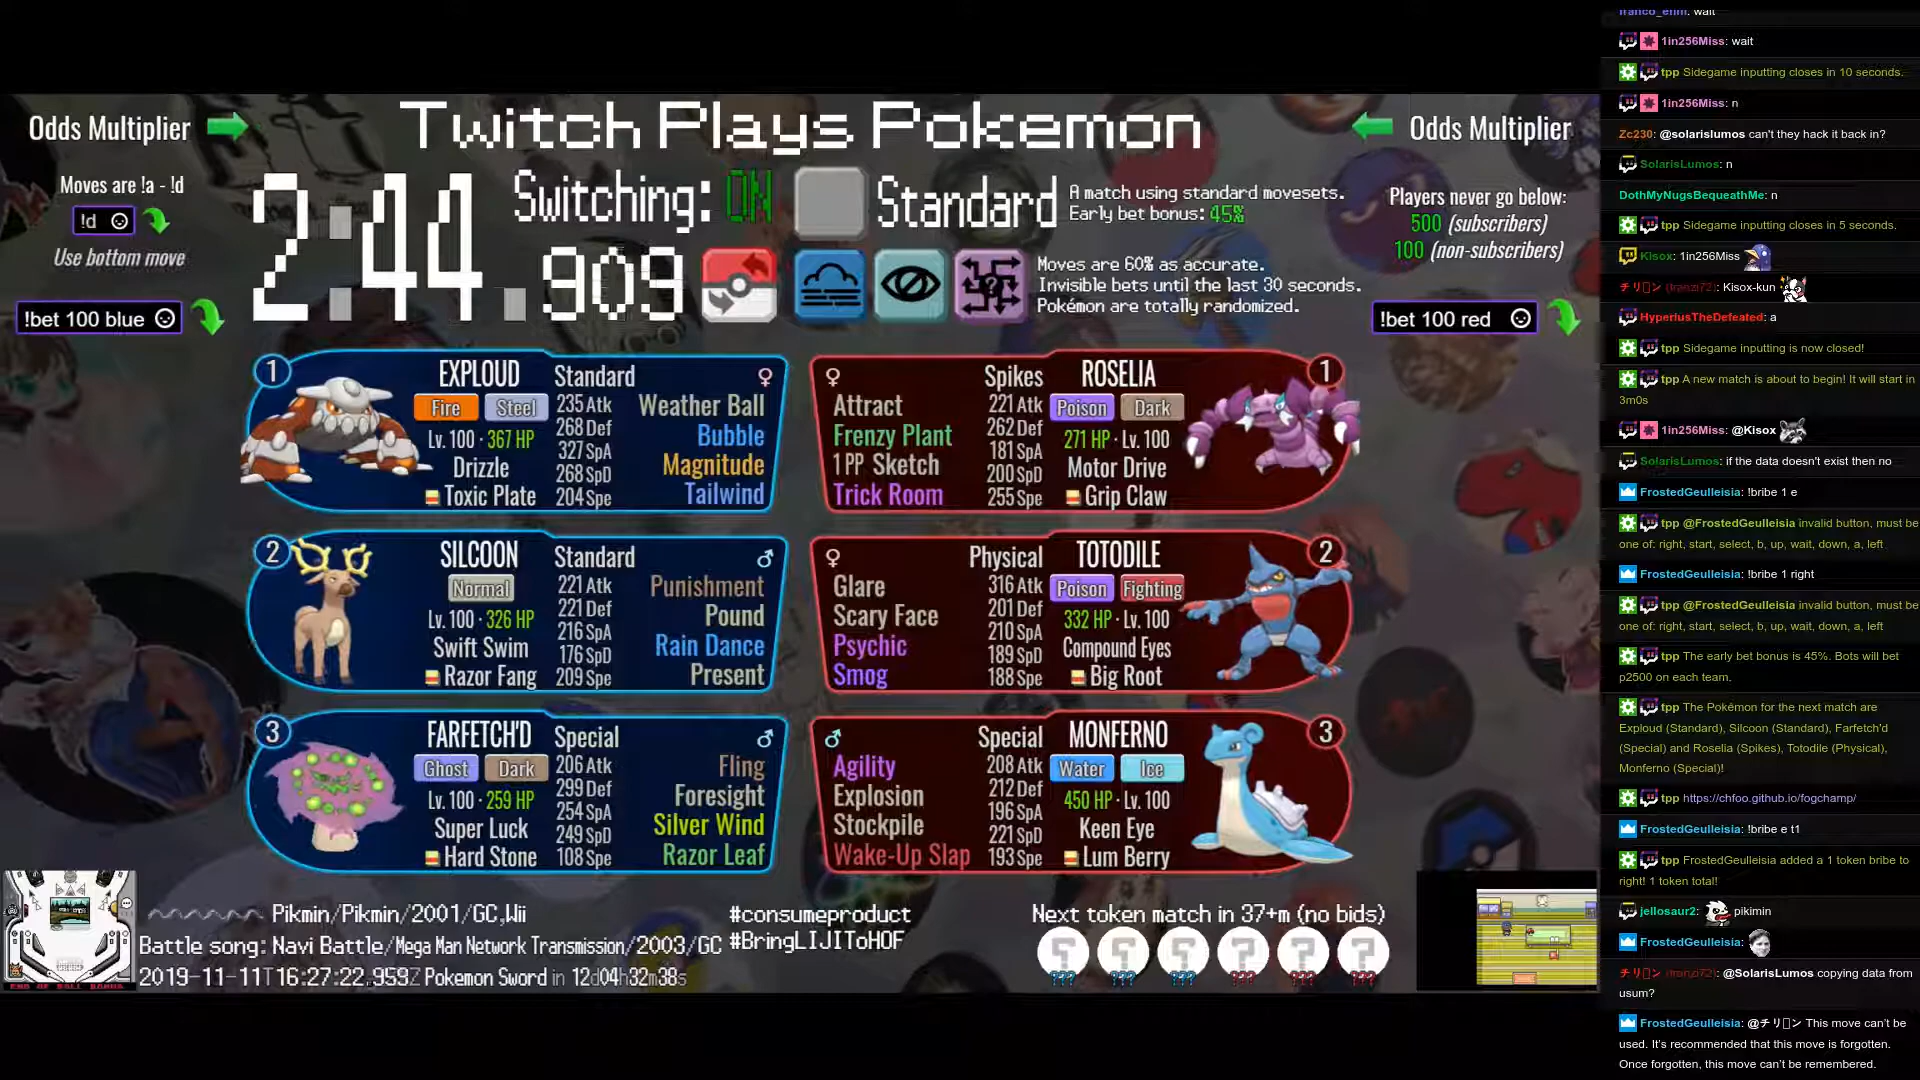 Twitch Plays Pokemon
Odds Multiplier
Moves are !a - !d
!d
Use bottom move
!bet 100 blue
2:44.909
Switching: ON
Standard
A match using standard movesets.
Early bet bonus: 45%
Moves are 60% as accurate.
Invisible bets until the last 30 seconds.
Pokémon are totally randomized.
Odds Multiplier
Players never go below:
500 (subscribers)
100 (non-subscribers)
!bet 100 red
1
EXPLOUD
Fire Steel
Lv. 100 · 367 HP
Drizzle
Toxic Plate
Standard
235 Atk
268 Def
327 SpA
268 SpD
204 Spe
♀
Weather Ball
Bubble
Magnitude
Tailwind
♀
Attract
Frenzy Plant
1 PP Sketch
Trick Room
Spikes
221 Atk
262 Def
181 SpA
200 SpD
255 Spe
ROSELIA
Poison Dark
271 HP · Lv. 100
Motor Drive
Grip Claw
1
2
SILCOON
Normal
Lv. 100 · 326 HP
Swift Swim
Razor Fang
Standard
221 Atk
221 Def
216 SpA
176 SpD
209 Spe
♂
Punishment
Pound
Rain Dance
Present
♀
Glare
Scary Face
Psychic
Smog
Physical
316 Atk
201 Def
210 SpA
189 SpD
188 Spe
TOTODILE
Poison Fighting
332 HP · Lv. 100
Compound Eyes
Big Root
2
3
FARFETCH'D
Ghost Dark
Lv. 100 · 259 HP
Super Luck
Hard Stone
Special
206 Atk
299 Def
254 SpA
249 SpD
108 Spe
♂
Fling
Foresight
Silver Wind
Razor Leaf
♂
Agility
Explosion
Stockpile
Wake-Up Slap
Special
208 Atk
212 Def
196 SpA
221 SpD
193 Spe
MONFERNO
Water Ice
450 HP · Lv. 100
Keen Eye
Lum Berry
3
END OF BALL BONUS
Pikmin/Pikmin/2001/GC,Wii
Battle song: Navi Battle/Mega Man Network Transmission/2003/GC
2019-11-11T16:27:22.959Z Pokemon Sword in 12d04h32m38s
#consumeproduct
#BringLIJIToHOF
Next token match in 37+m (no bids)
? ? ? ? ? ?
??? ??? ??? ??? ??? ???
franco_enm: wait
1in256Miss: wait
tpp Sidegame inputting closes in 10 seconds.
1in256Miss: n
Zc230: @solarislumos can't they hack it back in?
SolarisLumos: n
DothMyNugsBequeathMe: n
tpp Sidegame inputting closes in 5 seconds.
Kisox: 1in256Miss
チリン (franzi72): Kisox-kun
HyperiusTheDefeated: a
tpp Sidegame inputting is now closed!
tpp A new match is about to begin! It will start in
3m0s
1in256Miss: @Kisox
SolarisLumos: if the data doesn't exist then no
FrostedGeulleisia: !bribe 1 e
tpp @FrostedGeulleisia invalid button, must be
one of: right, start, select, b, up, wait, down, a, left
FrostedGeulleisia: !bribe 1 right
tpp @FrostedGeulleisia invalid button, must be
one of: right, start, select, b, up, wait, down, a, left
tpp The early bet bonus is 45%. Bots will bet
p2500 on each team.
tpp The Pokémon for the next match are
Exploud (Standard), Silcoon (Standard), Farfetch'd
(Special) and Roselia (Spikes), Totodile (Physical),
Monferno (Special)!
tpp https://chfoo.github.io/fogchamp/
FrostedGeulleisia: !bribe e t1
tpp FrostedGeulleisia added a 1 token bribe to
right! 1 token total!
jellosaur2: pikimin
FrostedGeulleisia:
チリン (franzi72): @SolarisLumos copying data from
usum?
FrostedGeulleisia: @チリン This move can't be
used. It's recommended that this move is forgotten.
Once forgotten, this move can't be remembered.